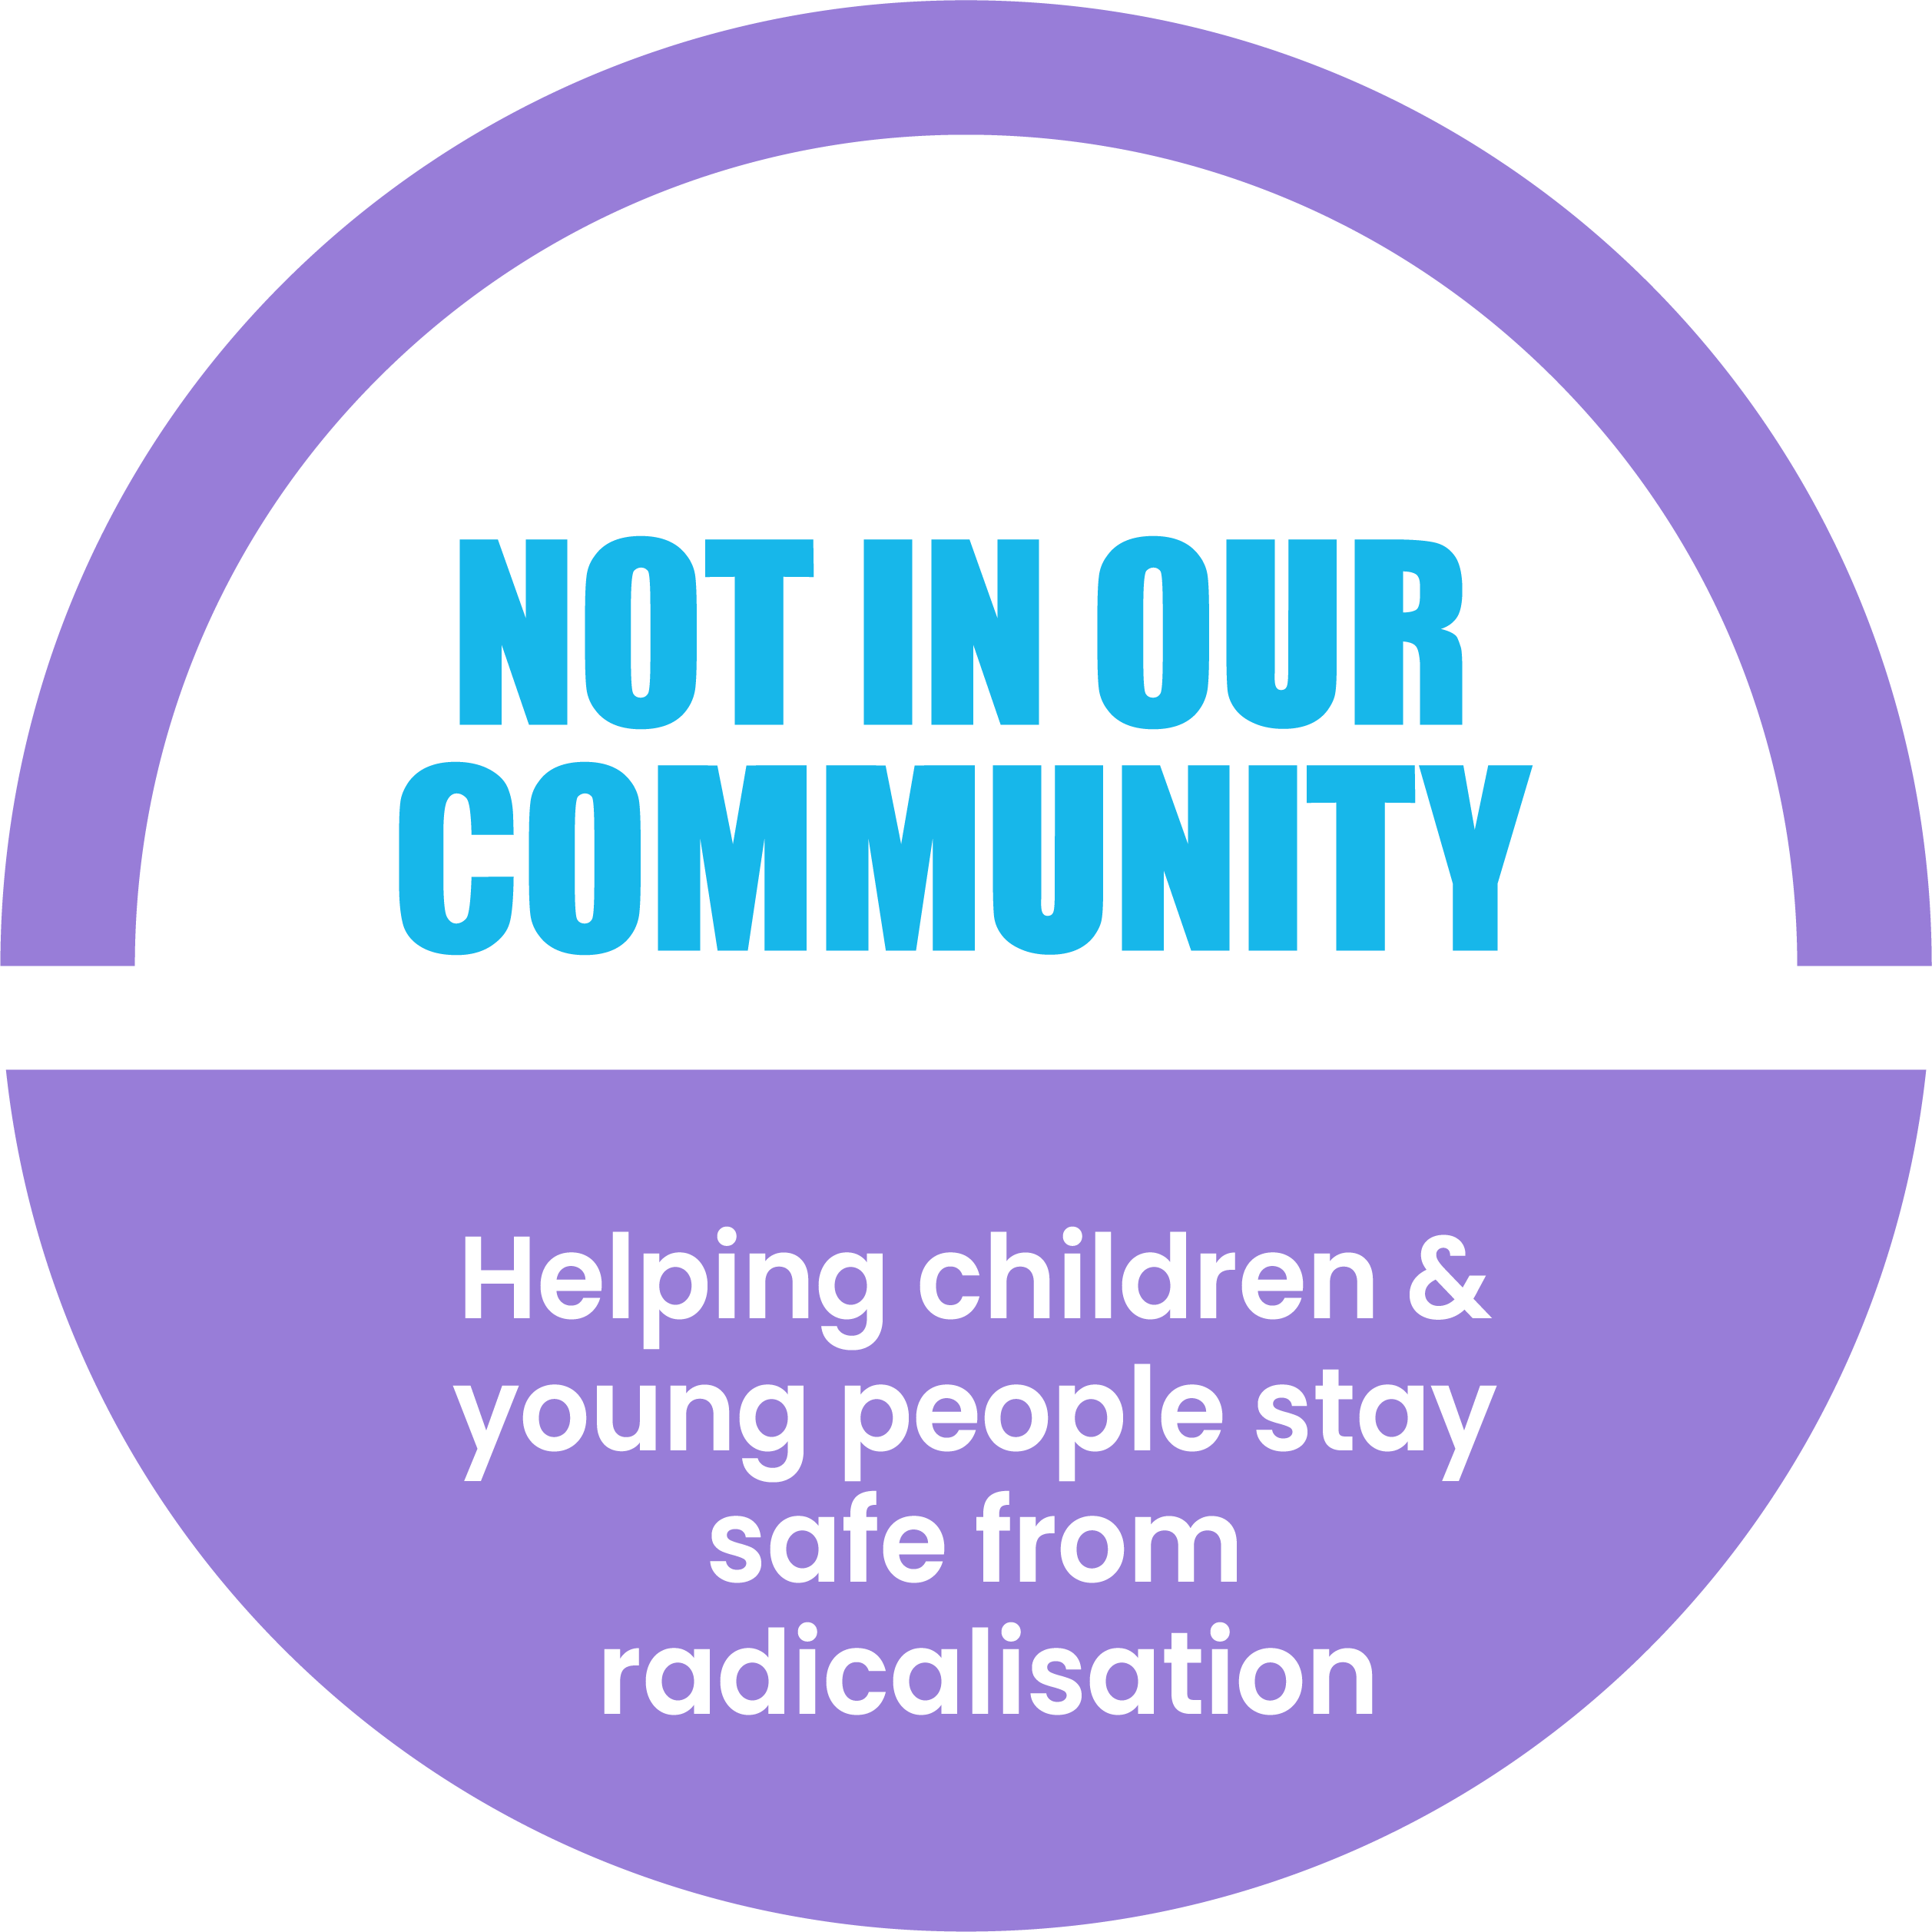 NOT IN OUR
COMMUNITY
Helping children &
young people stay
safe from
radicalisation